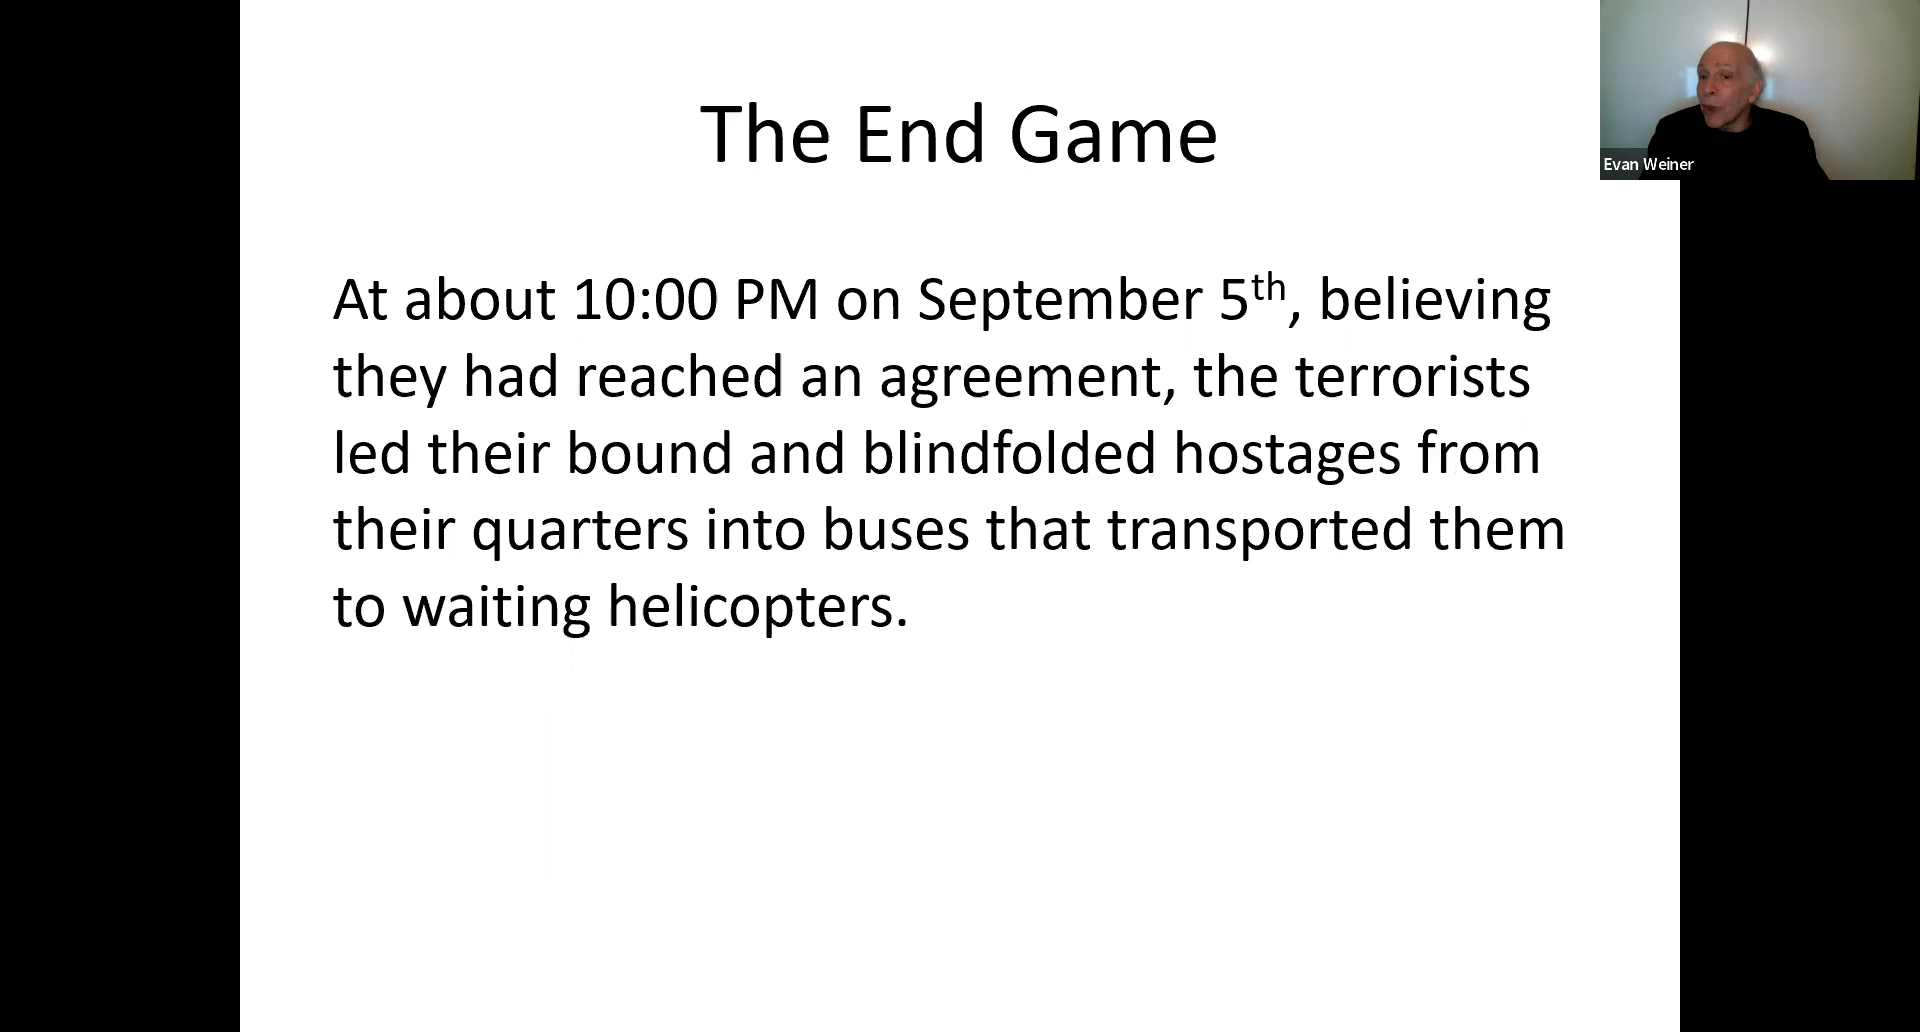 The End Game
Evan Weiner
At about 10:00 PM on September 5th, believing
they had reached an agreement, the terrorists
led their bound and blindfolded hostages from
their quarters into buses that transported them
to waiting helicopters.